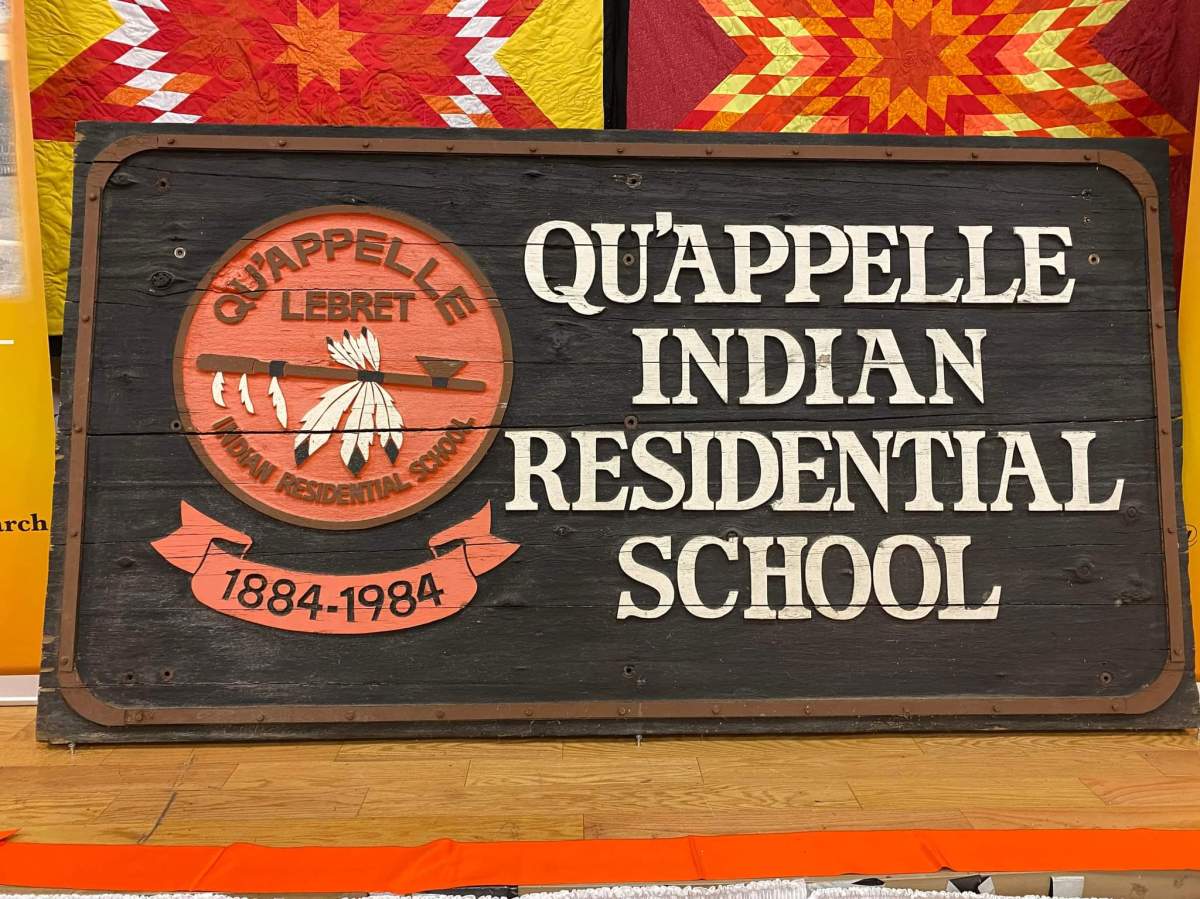 QU'APPELLE
LEBRET
INDIAN RESIDENTIAL SCHOOL
1884-1984
QU'APPELLE
INDIAN
RESIDENTIAL
SCHOOL
arch
@